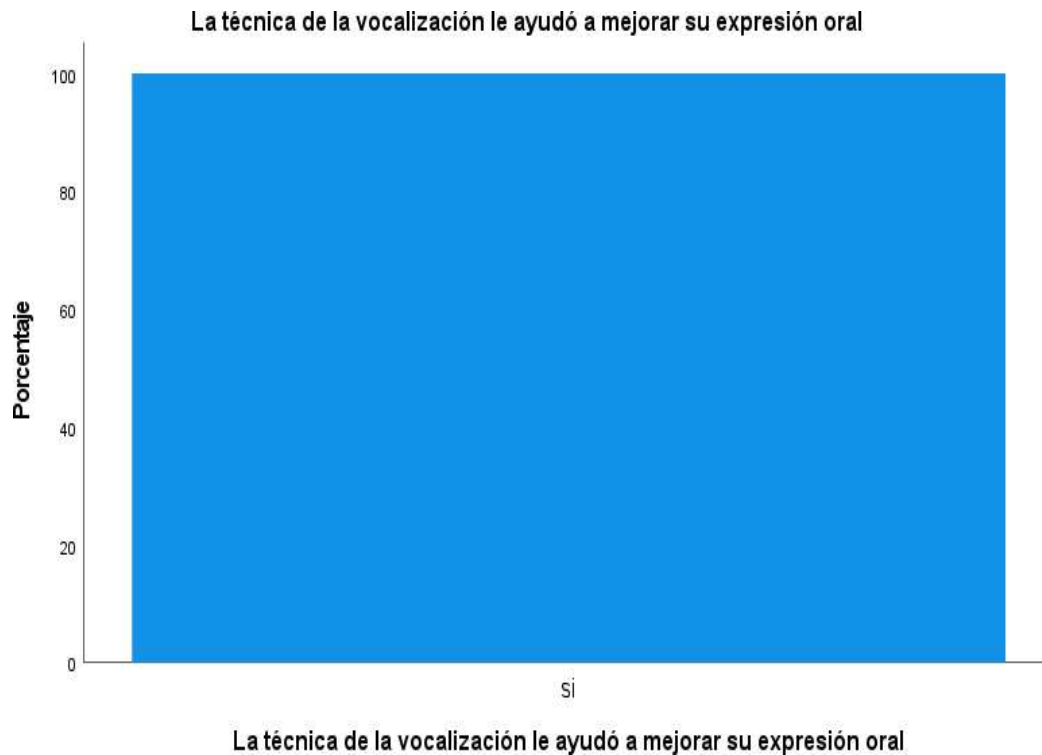 La técnica de la vocalización le ayudó a mejorar su expresión oral
100
80
60
40
20
0
Porcentaje
si
La técnica de la vocalización le ayudó a mejorar su expresión oral